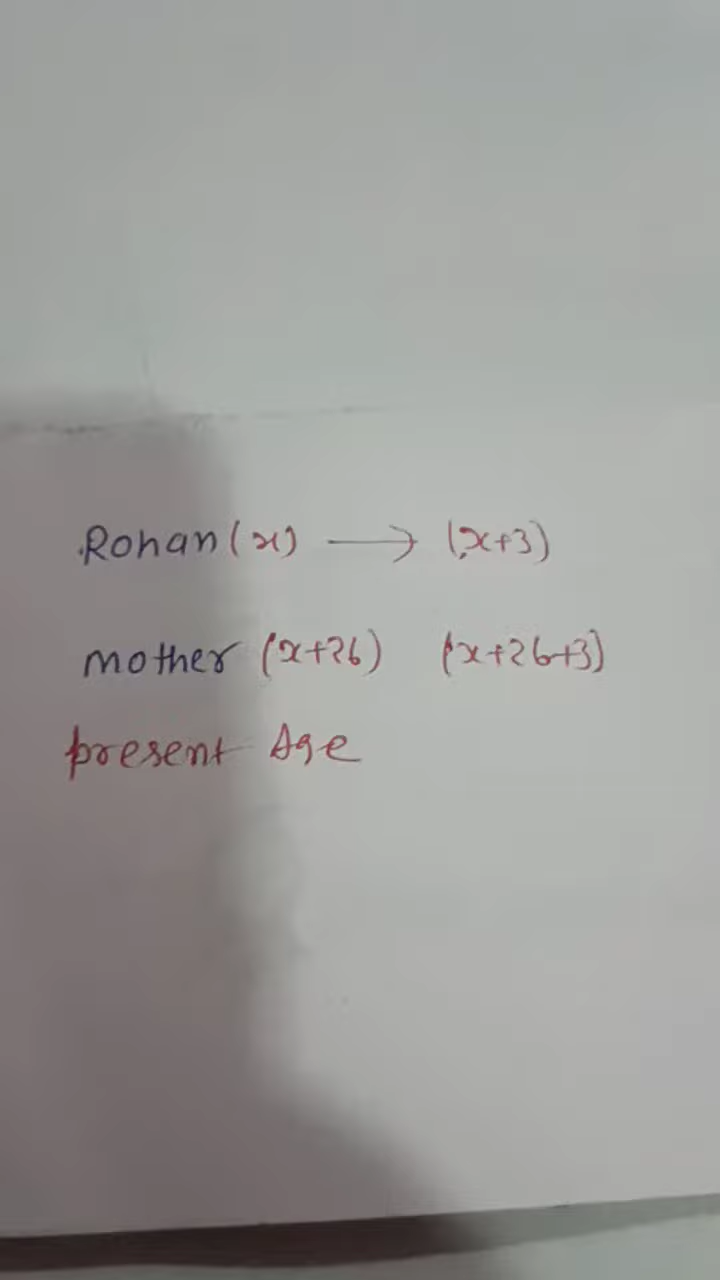 Rohan (x) → (x+3)
mother (x+26) (x+26+3)
present Age